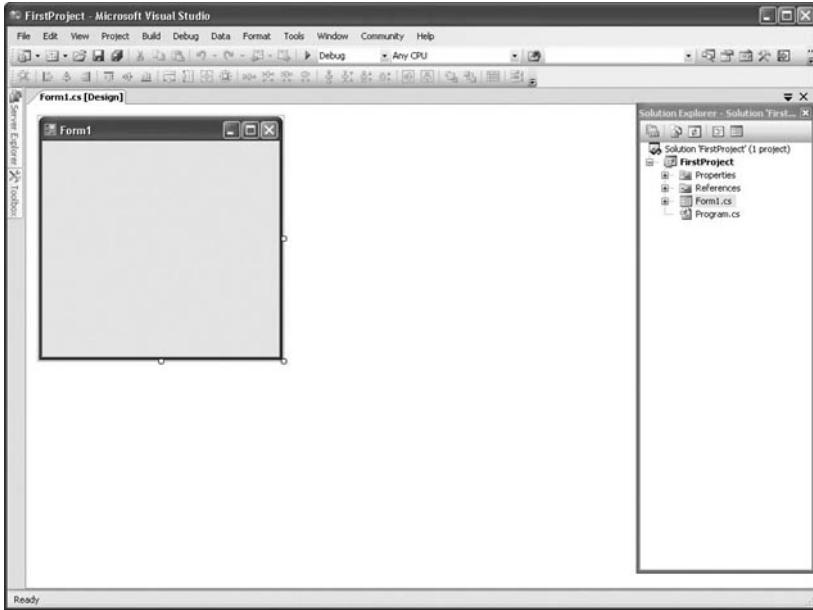 FirstProject - Microsoft Visual Studio
File Edit View Project Build Debug Data Format Tools Window Community Help
Debug Any CPU
Form1.cs [Design]
Server Explorer
Toolbox
Form1
Solution Explorer - Solution 'First...
Solution 'FirstProject' (1 project)
FirstProject
Properties
References
Form1.cs
Program.cs
Ready